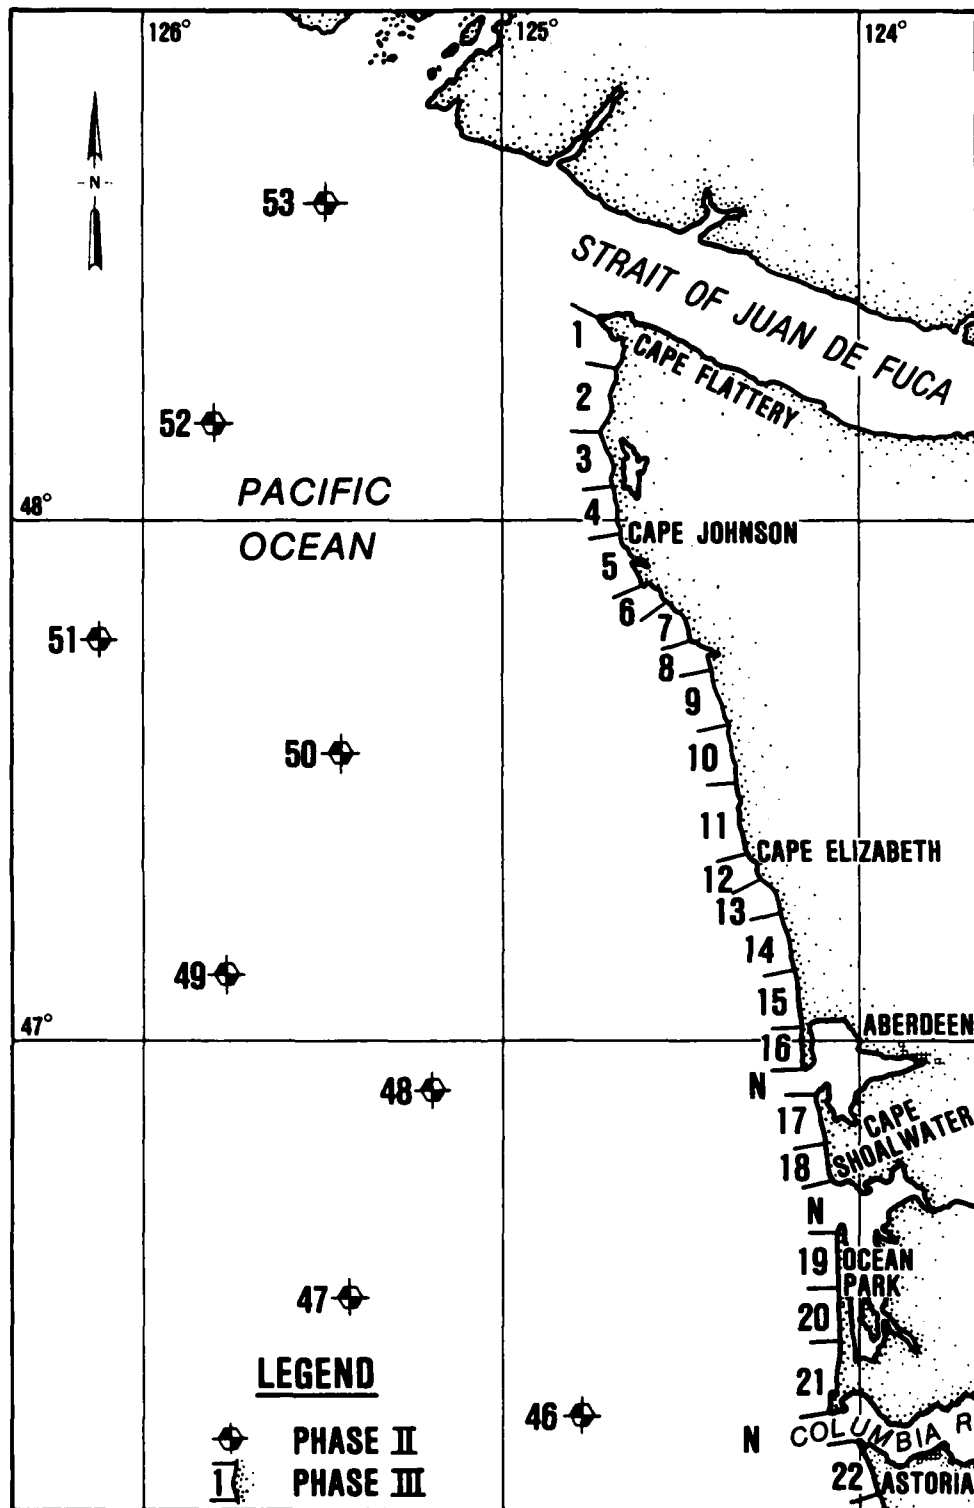 126°
125°
124°
N
53
STRAIT OF JUAN DE FUCA
1
CAPE FLATTERY
2
52
3
PACIFIC
OCEAN
48°
4
CAPE JOHNSON
5
6
51
7
8
9
50
10
11
CAPE ELIZABETH
12
13
14
49
15
47°
ABERDEEN
16
N
48
17
CAPE
SHOALWATER
18
N
19
OCEAN
PARK
47
20
LEGEND
21
46
PHASE II
N
COLUMBIA R
1
PHASE III
22
ASTORIA